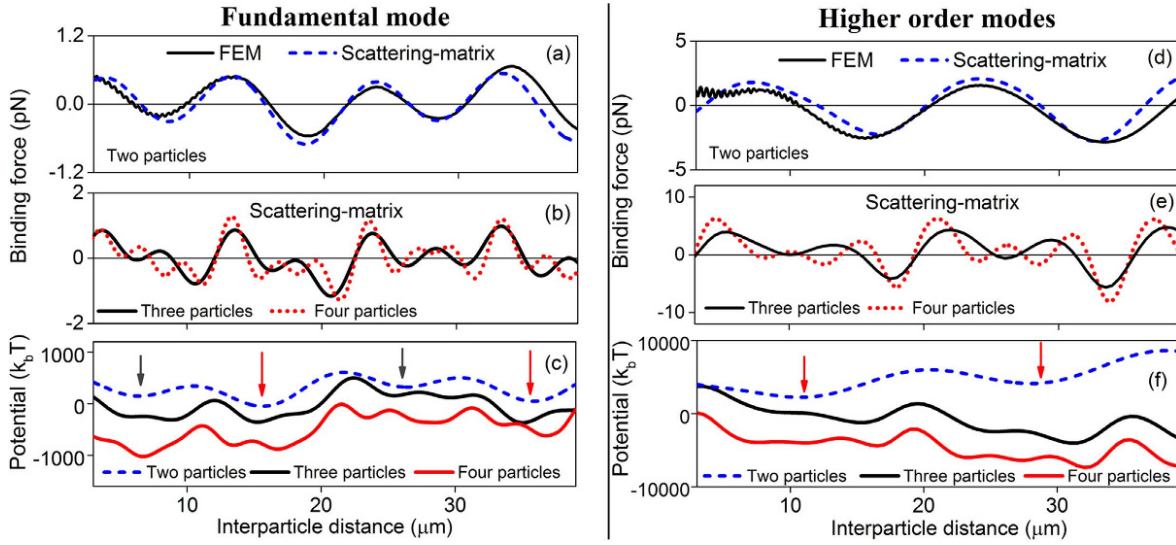 Fundamental mode
1.2
0.0
-1.2
Binding force (pN)
FEM
Scattering-matrix
(a)
Two particles
2
0
-2
Scattering-matrix
(b)
Three particles
Four particles
1000
0
-1000
Potential (kbT)
(c)
Two particles
Three particles
Four particles
10
20
30
Interparticle distance (μm)
Higher order modes
5
0
-5
Binding force (pN)
FEM
Scattering-matrix
(d)
Two particles
10
0
-10
Scattering-matrix
(e)
Three particles
Four particles
10000
0
-10000
Potential (kbT)
(f)
Two particles
Three particles
Four particles
10
20
30
Interparticle distance (μm)